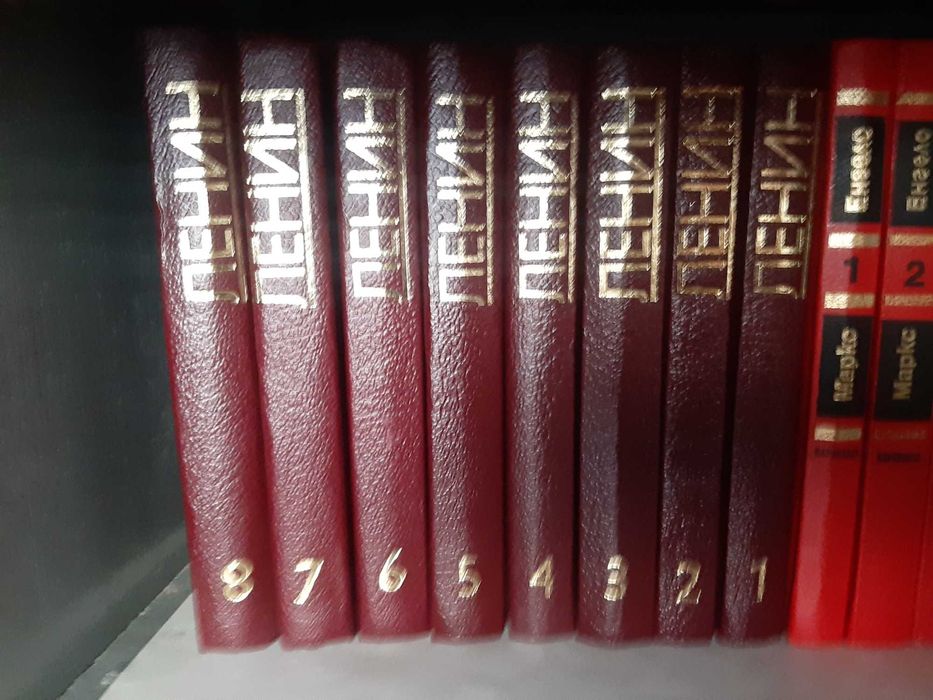 ЛЕНИН
8
ЛЕНИН
7
ЛЕНИН
6
ЛЕНИН
5
ЛЕНИН
4
ЛЕНИН
3
ЛЕНИН
2
ЛЕНИН
1
Енгелс
1
Маркс
Енгелс
2
Маркс